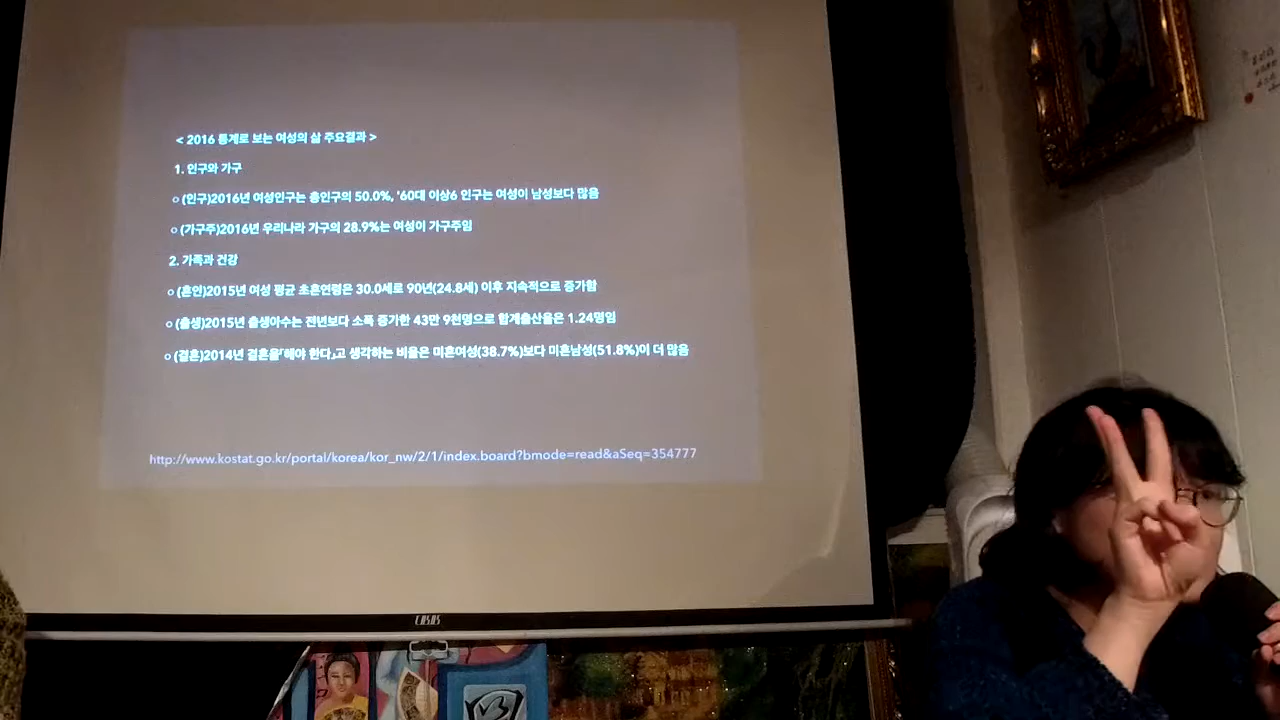 < 2016 통계로 보는 여성의 삶 주요결과 >
1. 인구와 가구
ㅇ (인구)2016년 여성인구는 총인구의 50.0%, '60대 이상6 인구는 여성이 남성보다 많음
ㅇ (가구주)2016년 우리나라 가구의 28.9%는 여성이 가구주임
2. 가족과 건강
ㅇ (혼인)2015년 여성 평균 초혼연령은 30.0세로 90년(24.8세) 이후 지속적으로 증가함
ㅇ (출생)2015년 출생아수는 전년보다 소폭 증가한 43만 9천명으로 합계출산율은 1.24명임
ㅇ (결혼)2014년 결혼을「해야 한다」고 생각하는 비율은 미혼여성(38.7%)보다 미혼남성(51.8%)이 더 많음
http://www.kostat.go.kr/portal/korea/kor_nw/2/1/index.board?bmode=read&aSeq=354777